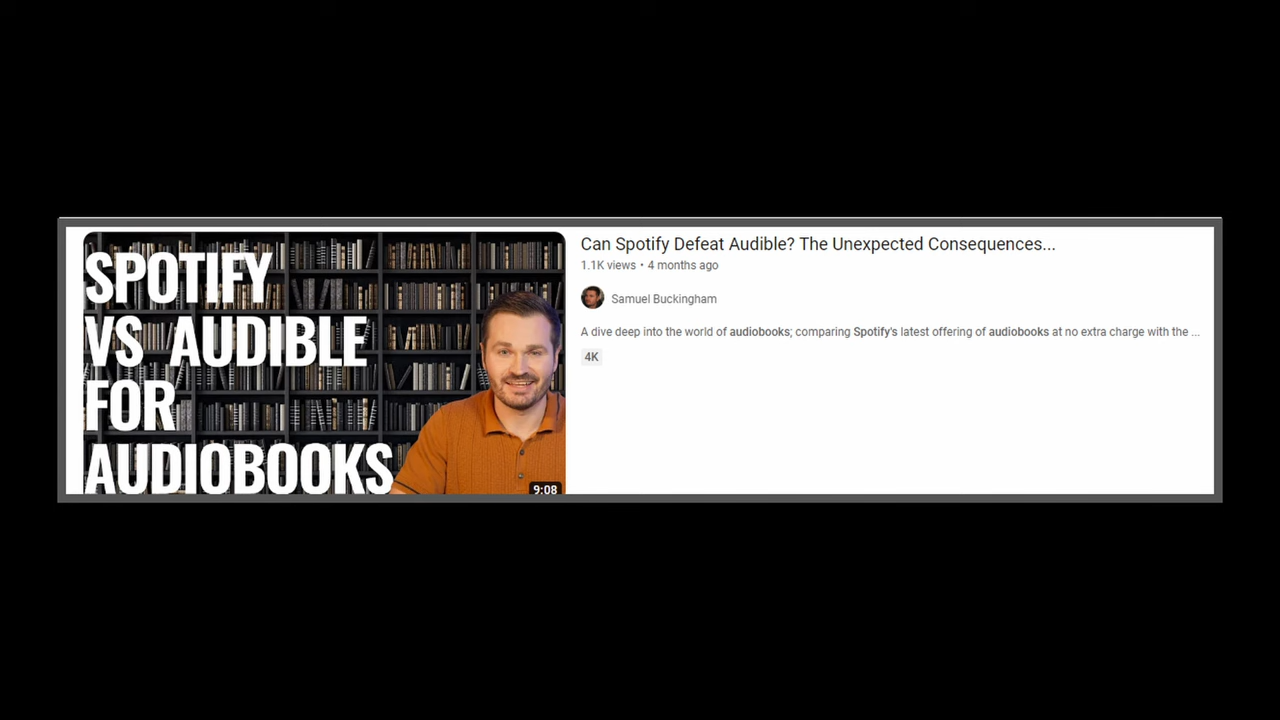 SPOTIFY
VS AUDIBLE
FOR
AUDIOBOOKS
9:08
Can Spotify Defeat Audible? The Unexpected Consequences...
1.1K views • 4 months ago
Samuel Buckingham
A dive deep into the world of audiobooks; comparing Spotify's latest offering of audiobooks at no extra charge with the ...
4K